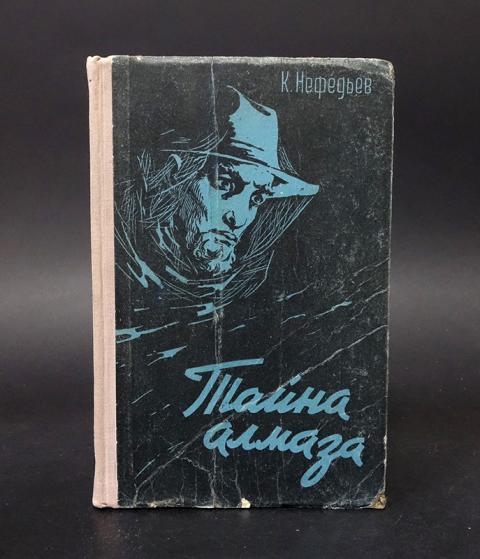 К. Нефедьев
Тайна
алмаза